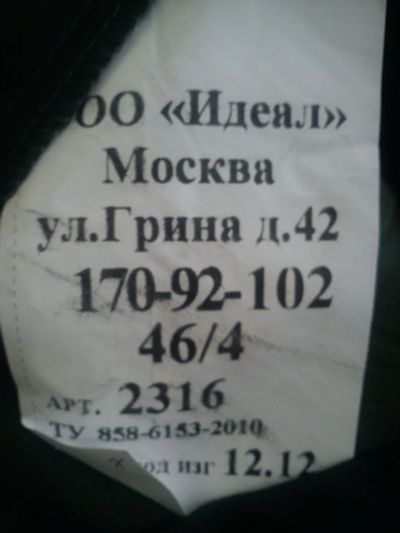 ОО «Идеал»
Москва
ул.Грина д.42
170-92-102
46/4
АРТ. 2316
ТУ 858-6153-2010
од изг 12.12